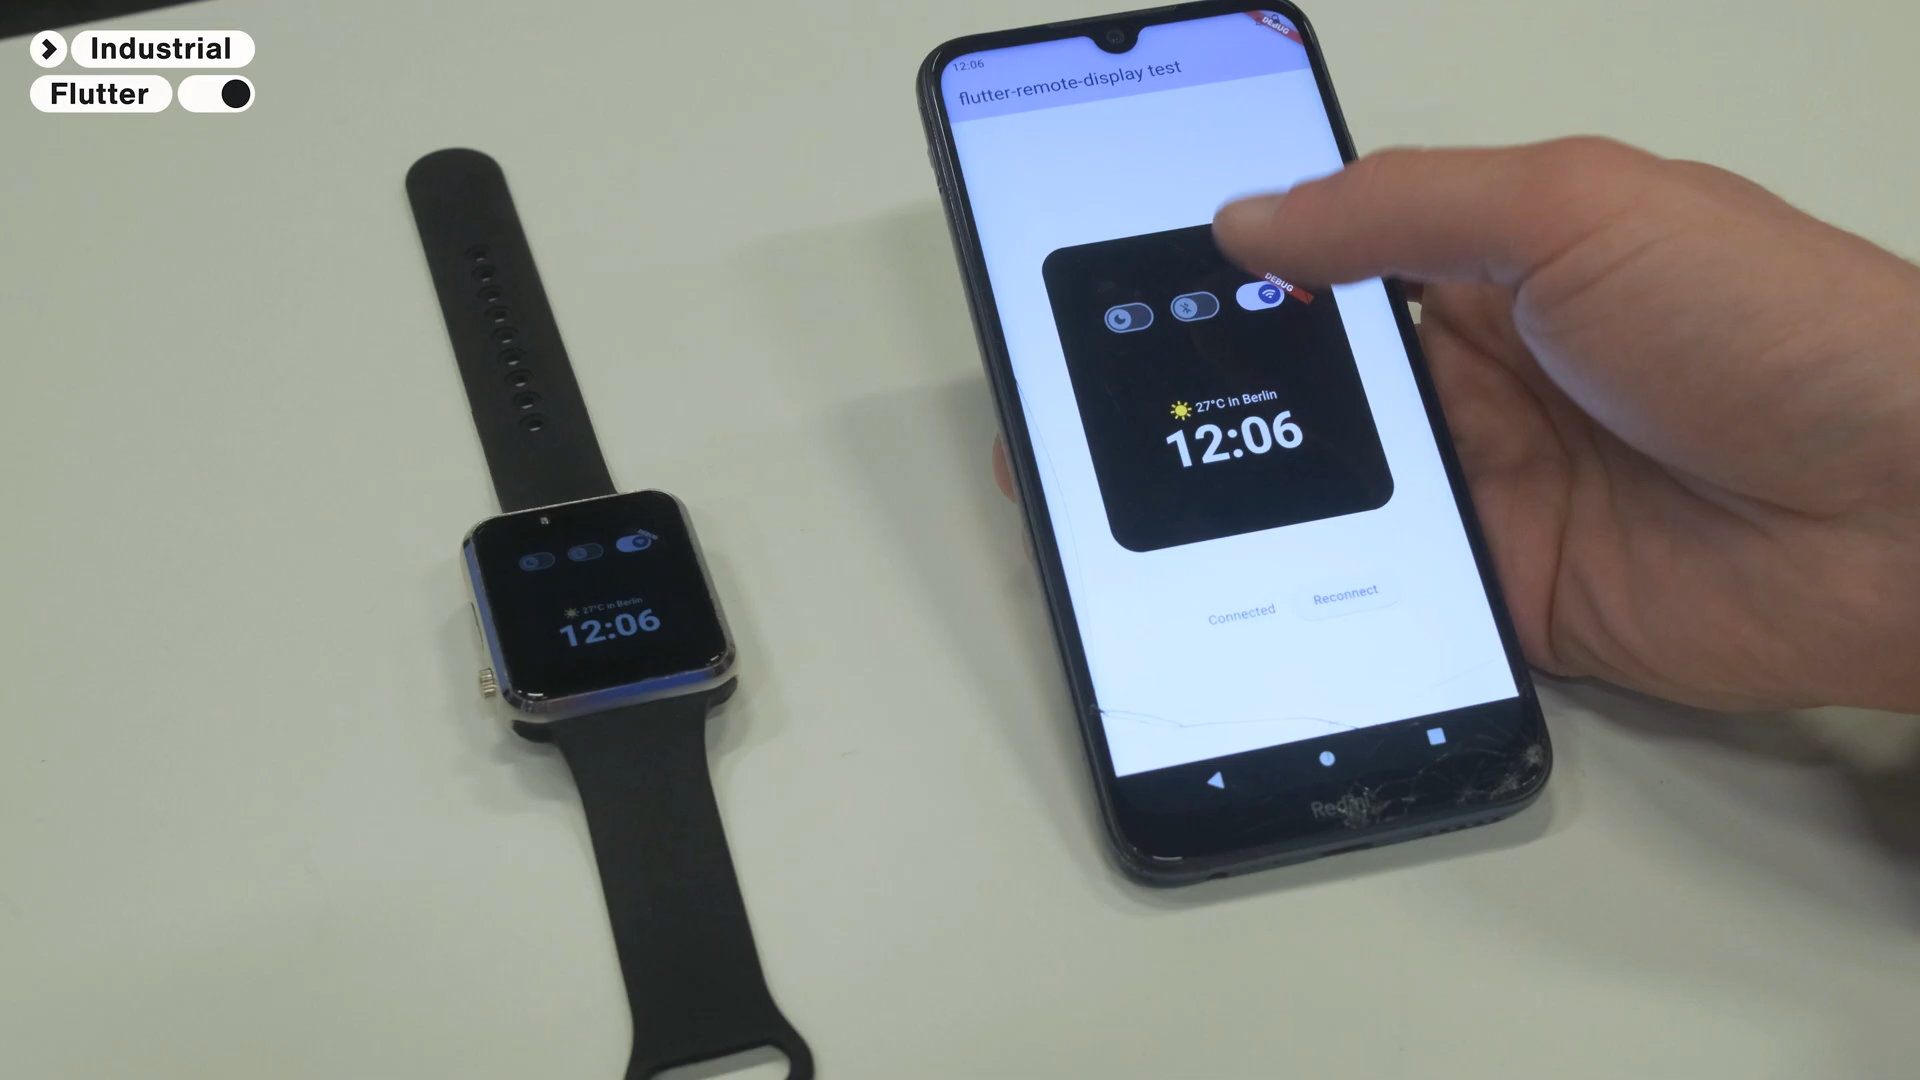 Industrial
Flutter
12:06
flutter-remote-display test
DEBUG
DEBUG
27°C in Berlin
12:06
Connected
Reconnect
Redmi
27°C in Berlin
12:06